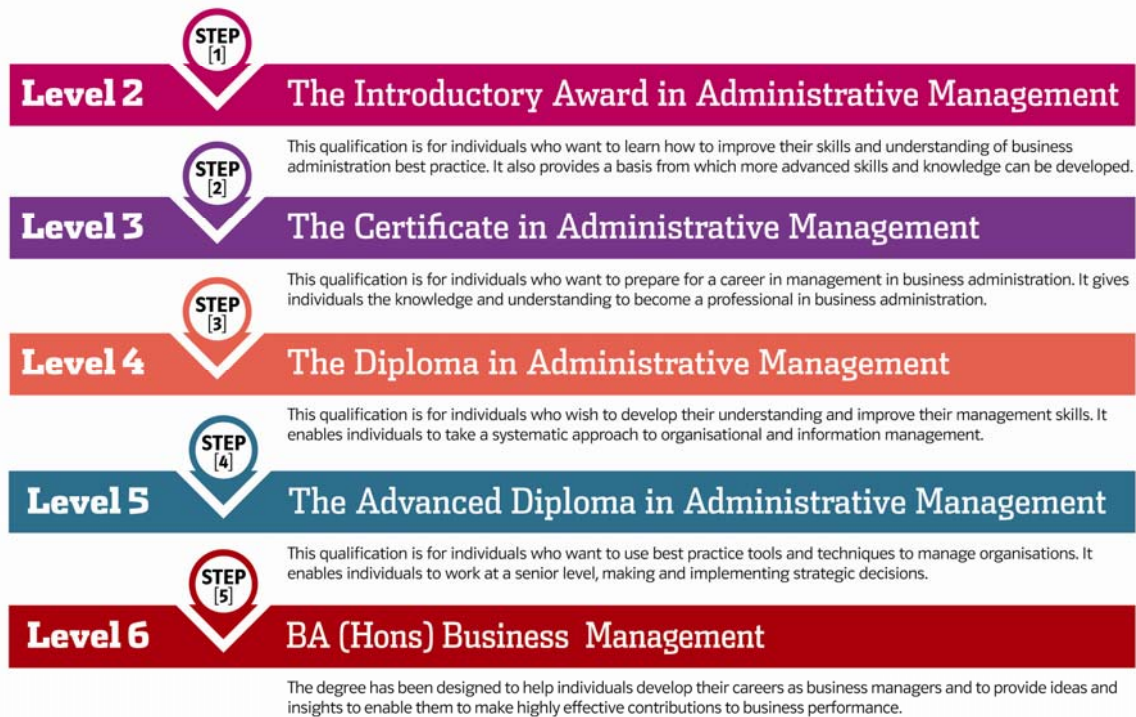 STEP
[1]
Level 2 The Introductory Award in Administrative Management
This qualification is for individuals who want to learn how to improve their skills and understanding of business
administration best practice. It also provides a basis from which more advanced skills and knowledge can be developed.
STEP
[2]
Level 3 The Certificate in Administrative Management
This qualification is for individuals who want to prepare for a career in management in business administration. It gives
individuals the knowledge and understanding to become a professional in business administration.
STEP
[3]
Level 4 The Diploma in Administrative Management
This qualification is for individuals who wish to develop their understanding and improve their management skills. It
enables individuals to take a systematic approach to organisational and information management.
STEP
[4]
Level 5 The Advanced Diploma in Administrative Management
This qualification is for individuals who want to use best practice tools and techniques to manage organisations. It
enables individuals to work at a senior level, making and implementing strategic decisions.
STEP
[5]
Level 6 BA (Hons) Business Management
The degree has been designed to help individuals develop their careers as business managers and to provide ideas and
insights to enable them to make highly effective contributions to business performance.